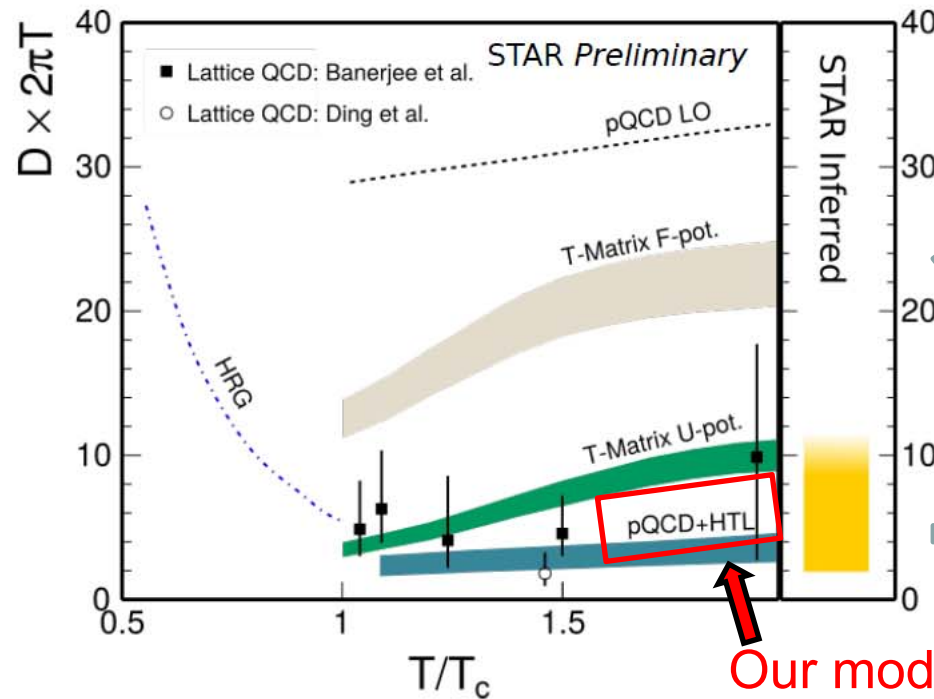 40
30
20
10
0
D × 2πT
STAR Preliminary
Lattice QCD: Banerjee et al.
Lattice QCD: Ding et al.
pQCD LO
T-Matrix F-pot.
HRG
T-Matrix U-pot.
pQCD+HTL
STAR Inferred
40
30
20
10
0
0.5 1 1.5
T/Tc
Our mod